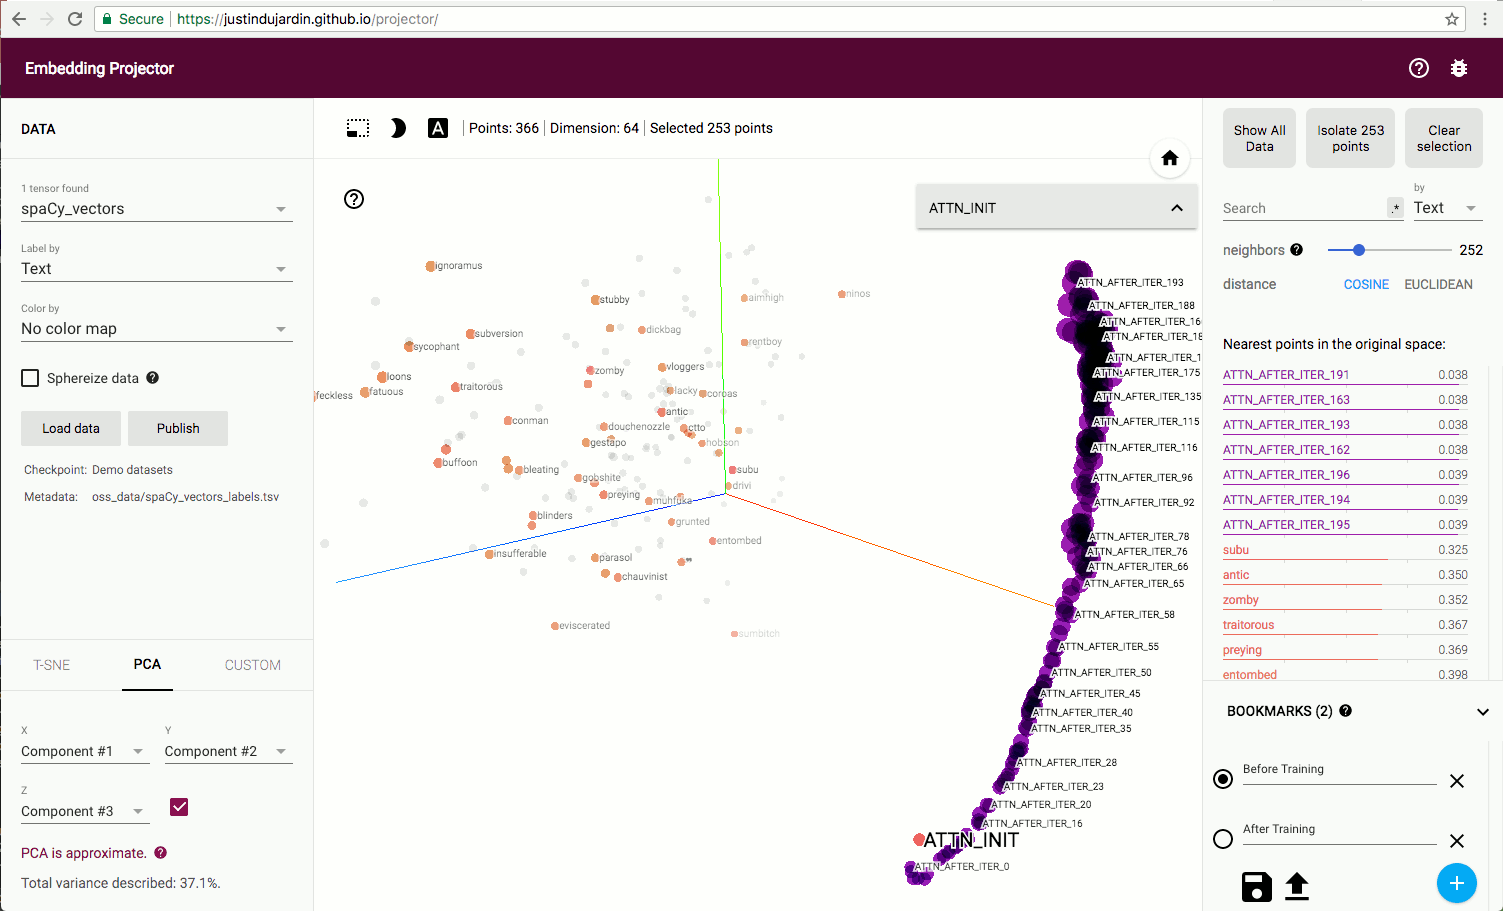 Secure https://justindujardin.github.io/projector/
Embedding Projector
DATA
1 tensor found
spaCy_vectors
Label by
Text
Color by
No color map
Sphereize data
Load data
Publish
Checkpoint: Demo datasets
Metadata: oss_data/spaCy_vectors_labels.tsv
T-SNE
PCA
CUSTOM
X
Component #1
Y
Component #2
Z
Component #3
PCA is approximate.
Total variance described: 37.1%.
A
Points: 366
Dimension: 64
Selected 253 points
ATTN_INIT
ignoramus
stubby
aimhigh
ninos
dickbag
subversion
rentboy
sycophant
zomby
vloggers
loons
traitorous
fatuous
feckless
lacky
coroas
antic
conman
douchenozzle
ctto
gestapo
hobson
buffoon
bleating
subu
gobshite
drivi
preying
muhfuka
blinders
grunted
entombed
insufferable
parasol
"
chauvinist
eviscerated
sumbitch
ATTN_AFTER_ITER_193
ATTN_AFTER_ITER_188
ATTN_AFTER_ITER_16
ATTN_AFTER_ITER_18
ATTN_AFTER_ITER_1
ATTN_AFTER_ITER_175
ATTN_AFTER_ITER_135
ATTN_AFTER_ITER_115
ATTN_AFTER_ITER_116
ATTN_AFTER_ITER_96
ATTN_AFTER_ITER_92
ATTN_AFTER_ITER_78
ATTN_AFTER_ITER_76
ATTN_AFTER_ITER_66
ATTN_AFTER_ITER_65
ATTN_AFTER_ITER_58
ATTN_AFTER_ITER_55
ATTN_AFTER_ITER_50
ATTN_AFTER_ITER_45
ATTN_AFTER_ITER_40
ATTN_AFTER_ITER_35
ATTN_AFTER_ITER_28
ATTN_AFTER_ITER_23
ATTN_AFTER_ITER_20
ATTN_AFTER_ITER_16
ATTN_INIT
ATTN_AFTER_ITER_0
Show All Data
Isolate 253 points
Clear selection
Search
.*
by
Text
neighbors
252
distance
COSINE
EUCLIDEAN
Nearest points in the original space:
ATTN_AFTER_ITER_191 0.038
ATTN_AFTER_ITER_163 0.038
ATTN_AFTER_ITER_193 0.038
ATTN_AFTER_ITER_162 0.038
ATTN_AFTER_ITER_196 0.039
ATTN_AFTER_ITER_194 0.039
ATTN_AFTER_ITER_195 0.039
subu 0.325
antic 0.350
zomby 0.352
traitorous 0.367
preying 0.369
entombed 0.398
BOOKMARKS (2)
Before Training
After Training